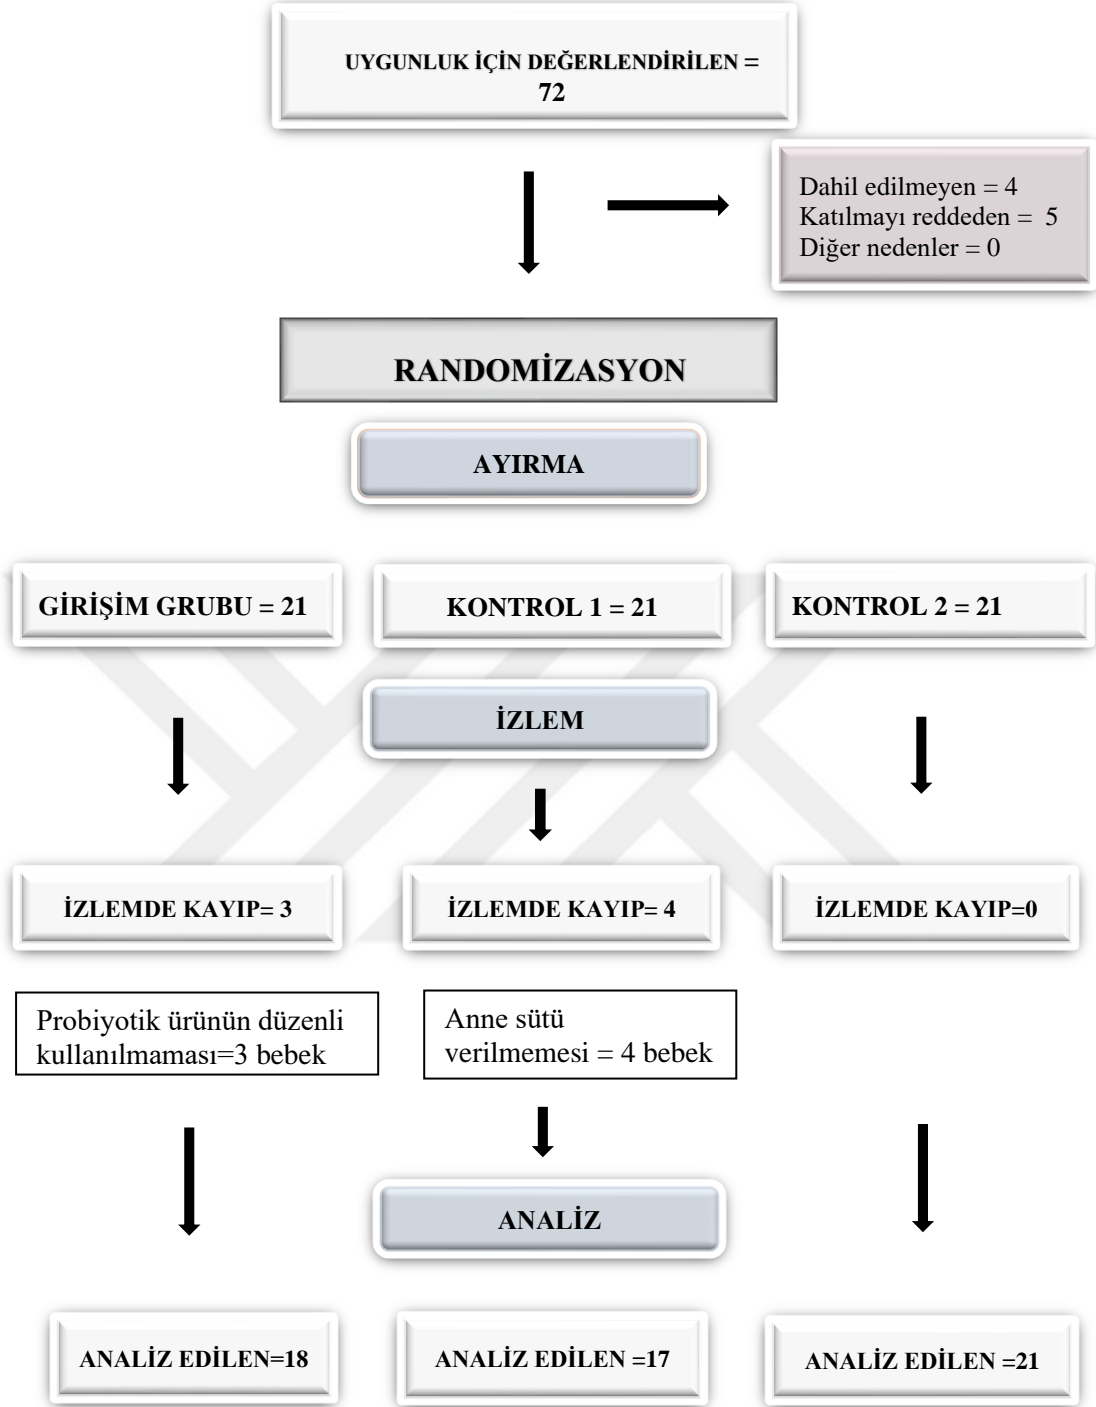 UYGUNLUK İÇİN DEĞERLENDİRİLEN =
72
Dahil edilmeyen = 4
Katılmayı reddeden = 5
Diğer nedenler = 0
RANDOMİZASYON
AYIRMA
GİRİŞİM GRUBU = 21
KONTROL 1 = 21
KONTROL 2 = 21
İZLEM
İZLEMDE KAYIP= 3
İZLEMDE KAYIP= 4
İZLEMDE KAYIP=0
Probiyotik ürünün düzenli
kullanılmaması=3 bebek
Anne sütü
verilmemesi = 4 bebek
ANALİZ
ANALİZ EDİLEN=18
ANALİZ EDİLEN =17
ANALİZ EDİLEN =21